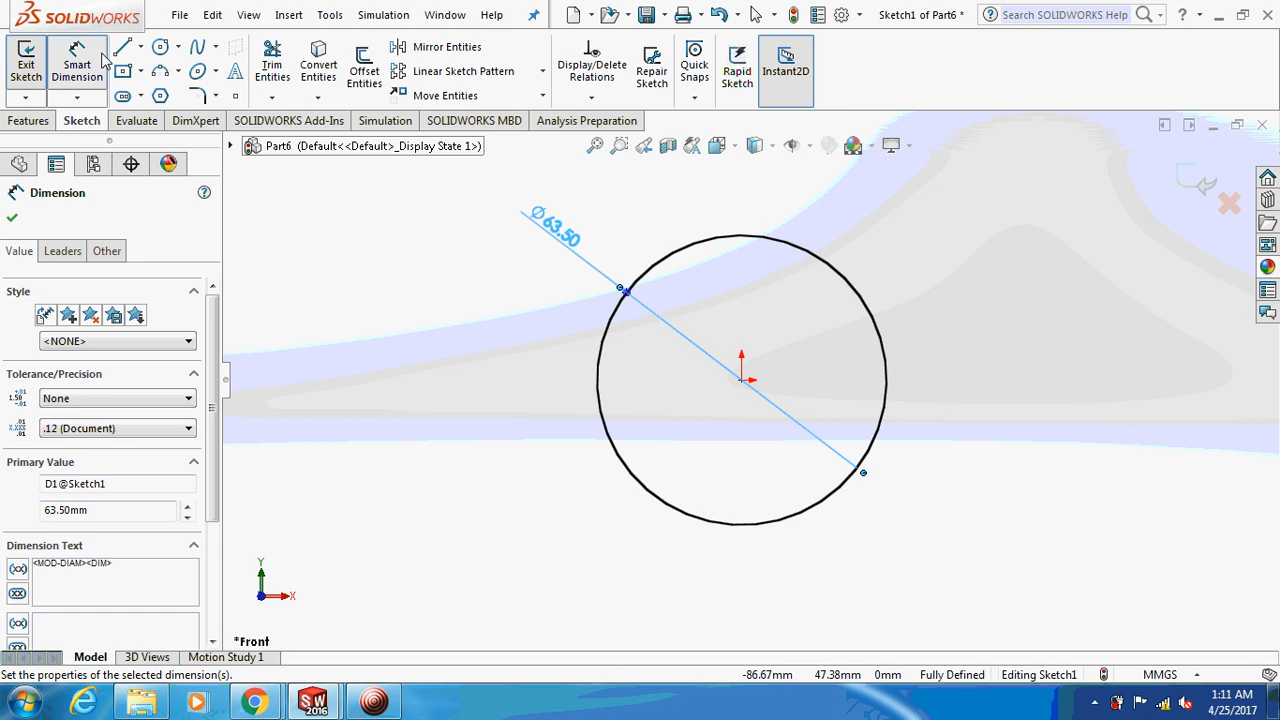 SOLIDWORKS File Edit View Insert Tools Simulation Window Help Sketch1 of Part6 * Search SOLIDWORKS Help ?
Exit Sketch
Smart Dimension
Trim Entities
Convert Entities
Offset Entities
Mirror Entities
Linear Sketch Pattern
Move Entities
Display/Delete Relations
Repair Sketch
Quick Snaps
Rapid Sketch
Instant2D
Features Sketch Evaluate DimXpert SOLIDWORKS Add-Ins Simulation SOLIDWORKS MBD Analysis Preparation
Part6 (Default<<Default>_Display State 1>)
Dimension
Value Leaders Other
Style
<NONE>
Tolerance/Precision
None
.12 (Document)
Primary Value
D1@Sketch1
63.50mm
Dimension Text
<MOD-DIAM><DIM>
Ø63.50
Y
X
*Front
Model 3D Views Motion Study 1
Set the properties of the selected dimension(s). -86.67mm 47.38mm 0mm Fully Defined Editing Sketch1 MMGS
SW 2016
1:11 AM
4/25/2017